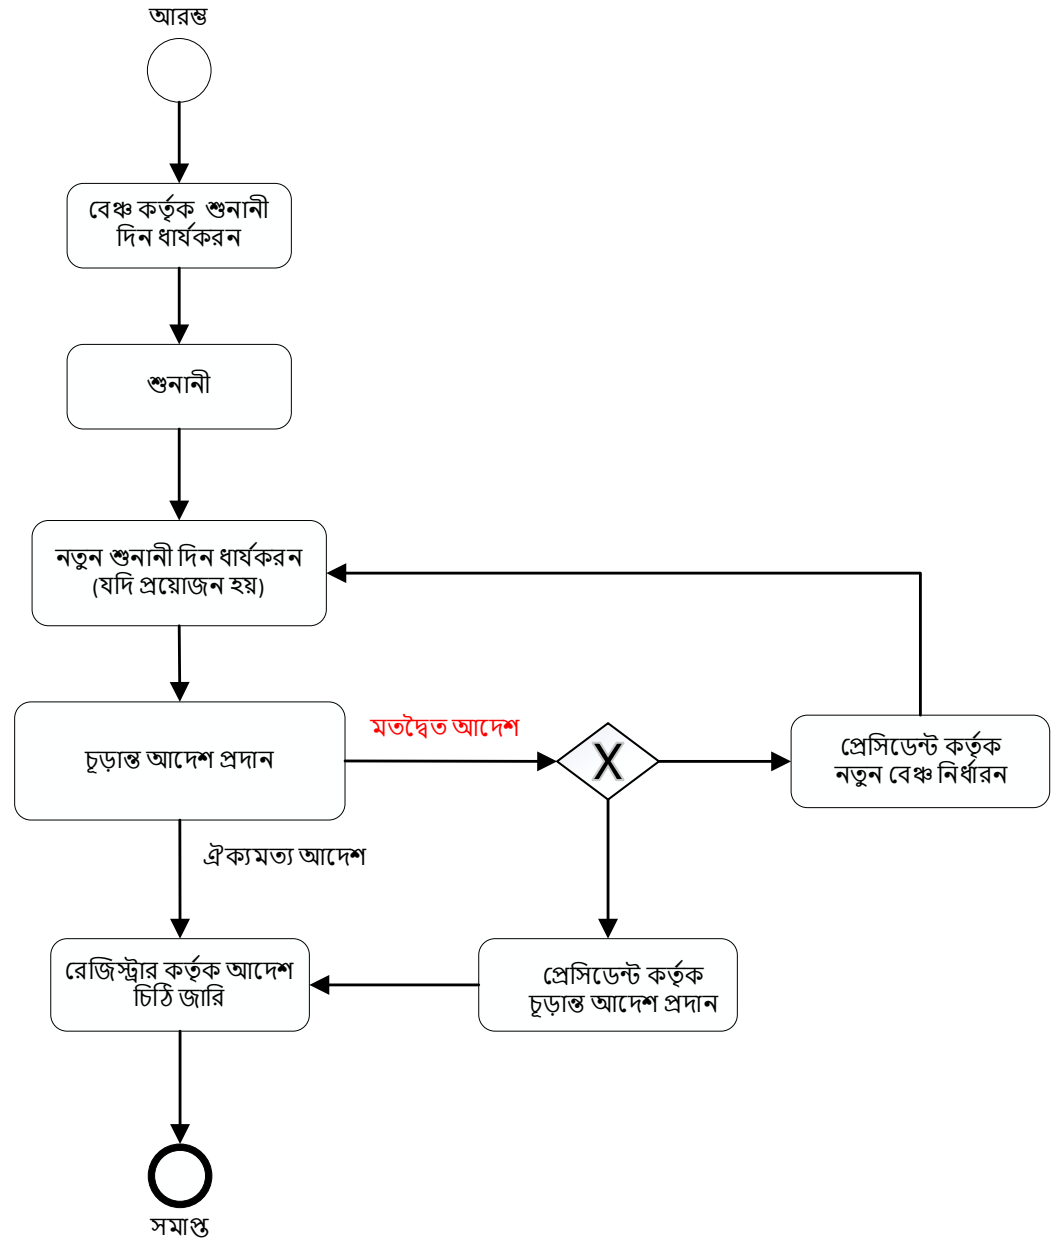 আরম্ভ
বেঞ্চ কর্তৃক শুনানী
দিন ধার্যকরন
শুনানী
নতুন শুনানী দিন ধার্যকরন
(যদি প্রয়োজন হয়)
চূড়ান্ত আদেশ প্রদান
মতদ্বৈত আদেশ
X
প্রেসিডেন্ট কর্তৃক
নতুন বেঞ্চ নির্ধারন
ঐক্যমত্য আদেশ
রেজিস্ট্রার কর্তৃক আদেশ
চিঠি জারি
প্রেসিডেন্ট কর্তৃক
চূড়ান্ত আদেশ প্রদান
সমাপ্ত